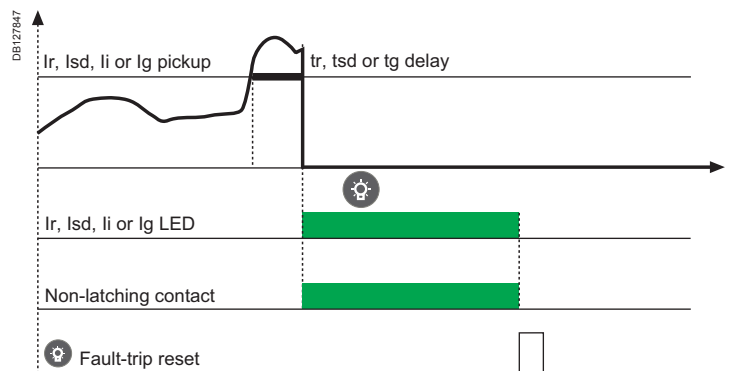 DB127847
Ir, Isd, Ii or Ig pickup
tr, tsd or tg delay
Ir, Isd, Ii or Ig LED
Non-latching contact
Fault-trip reset